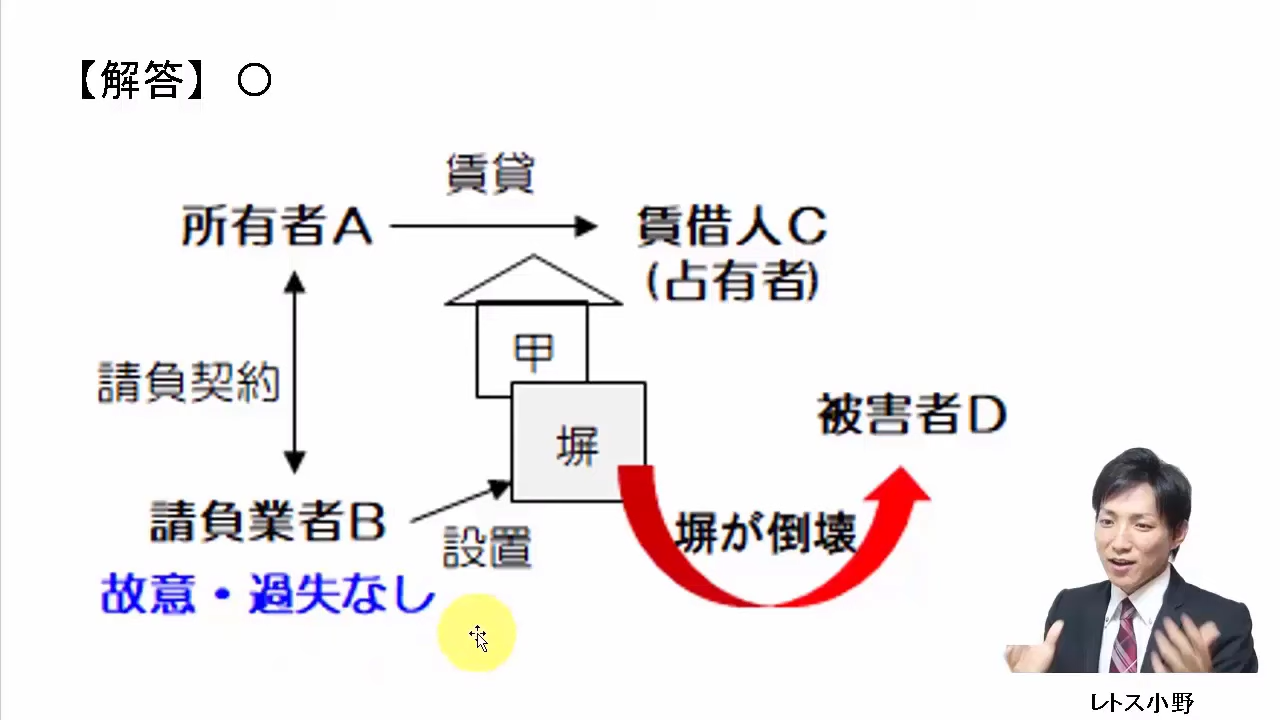 【解答】 ○
賃貸
所有者A
賃借人C
(占有者)
甲
請負契約
塀
被害者D
請負業者B
設置
塀が倒壊
故意・過失なし
レトス小野